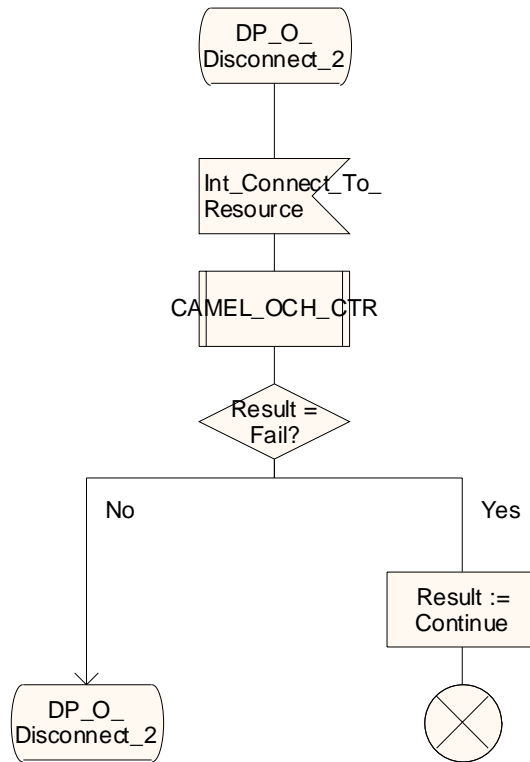 DP_O_
Disconnect_2
Int_Connect_To_
Resource
CAMEL_OCH_CTR
Result =
Fail?
No
Yes
Result :=
Continue
DP_O_
Disconnect_2